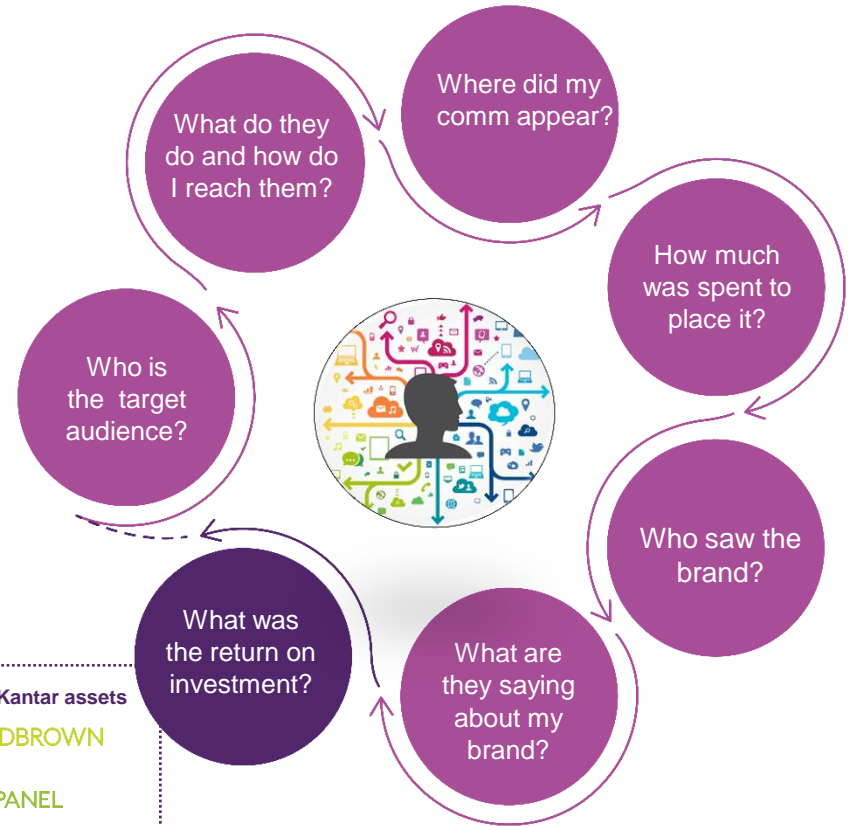 Where did my
comm appear?
What do they
do and how do
I reach them?
How much
was spent to
place it?
Who is
the target
audience?
Who saw the
brand?
What was
the return on
investment?
What are
they saying
about my
brand?
Kantar assets
DBROWN
PANEL